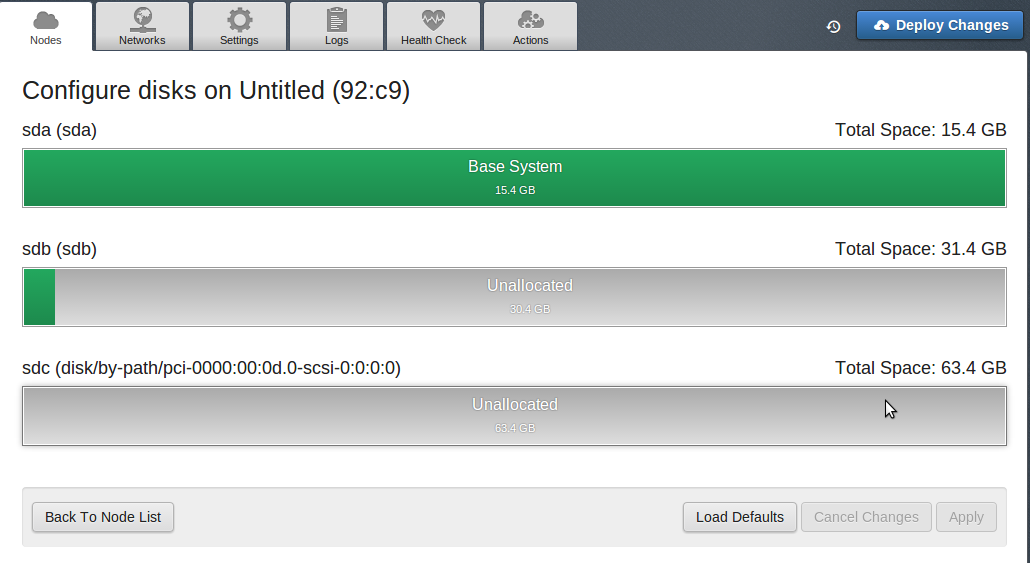 Nodes
Networks
Settings
Logs
Health Check
Actions
Deploy Changes
Configure disks on Untitled (92:c9)
sda (sda)
Total Space: 15.4 GB
Base System
15.4 GB
sdb (sdb)
Total Space: 31.4 GB
Unallocated
30.4 GB
sdc (disk/by-path/pci-0000:00:0d.0-scsi-0:0:0:0)
Total Space: 63.4 GB
Unallocated
63.4 GB
Back To Node List
Load Defaults
Cancel Changes
Apply